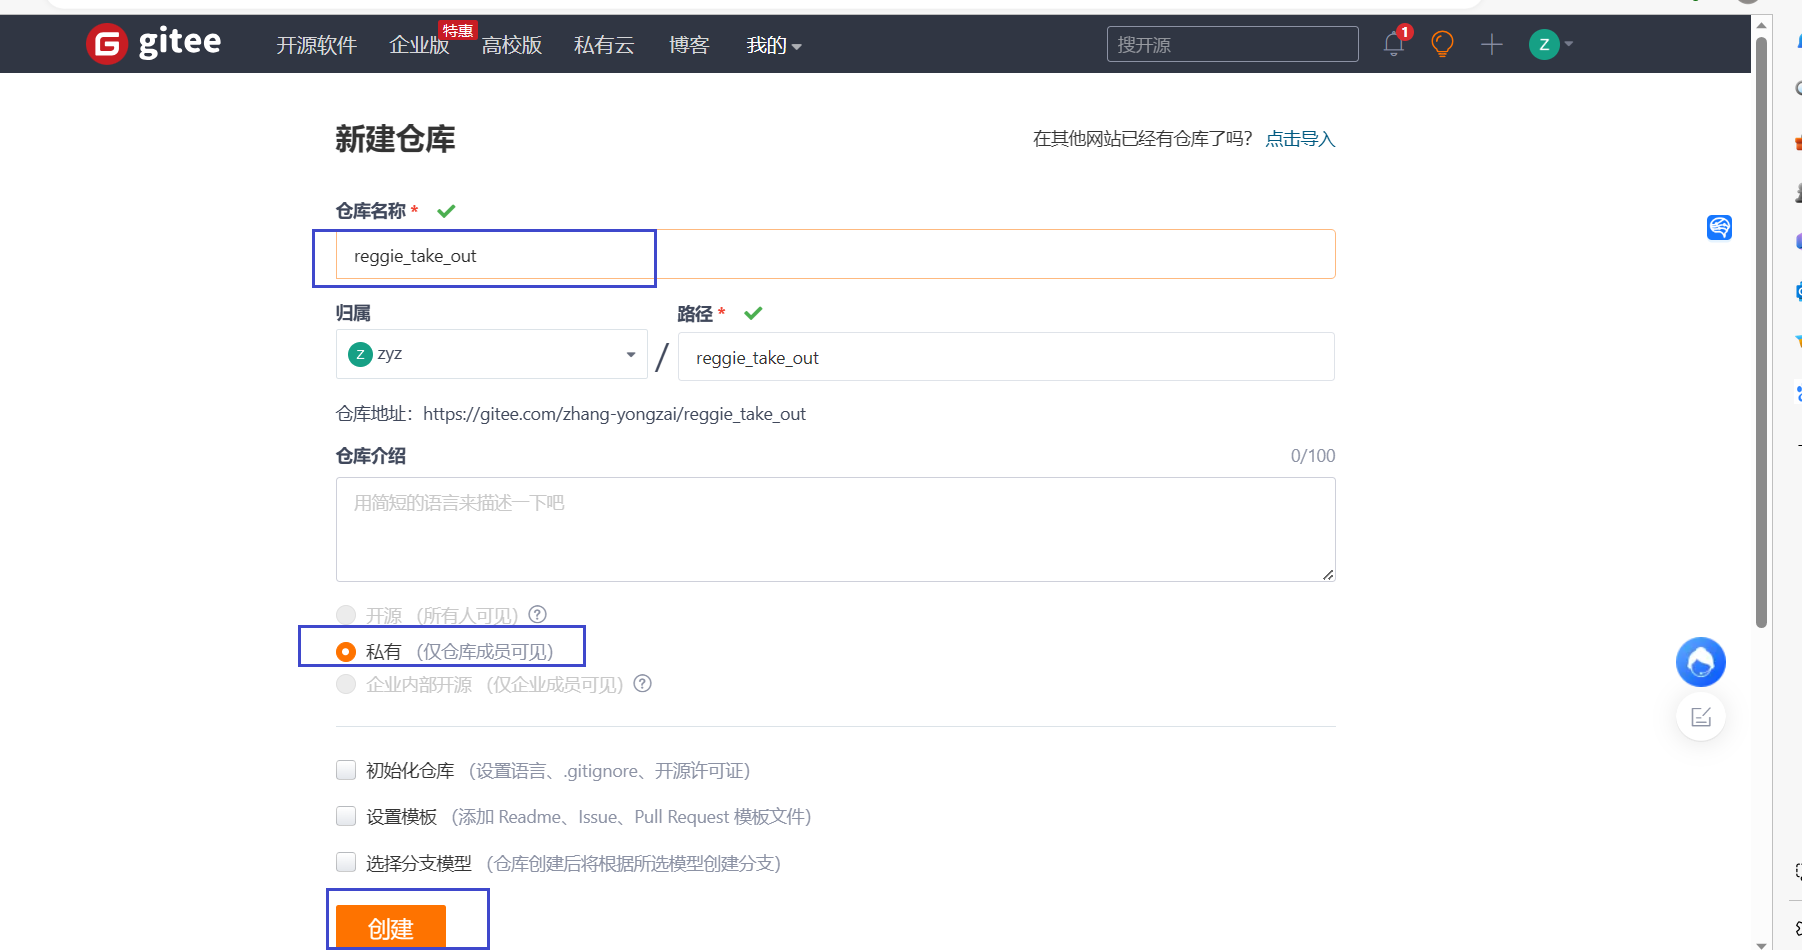 gitee 开源软件 企业版 特惠 高校版 私有云 博客 我的 搜开源 1 Z
新建仓库 在其他网站已经有仓库了吗? 点击导入
仓库名称 *
reggie_take_out
归属 路径 *
Z zyz / reggie_take_out
仓库地址：https://gitee.com/zhang-yongzai/reggie_take_out
仓库介绍 0/100
用简短的语言来描述一下吧
开源 （所有人可见） ?
私有 （仅仓库成员可见）
企业内部开源 （仅企业成员可见） ?
初始化仓库 （设置语言、.gitignore、开源许可证）
设置模板 （添加 Readme、Issue、Pull Request 模板文件）
选择分支模型 （仓库创建后将根据所选模型创建分支）
创建